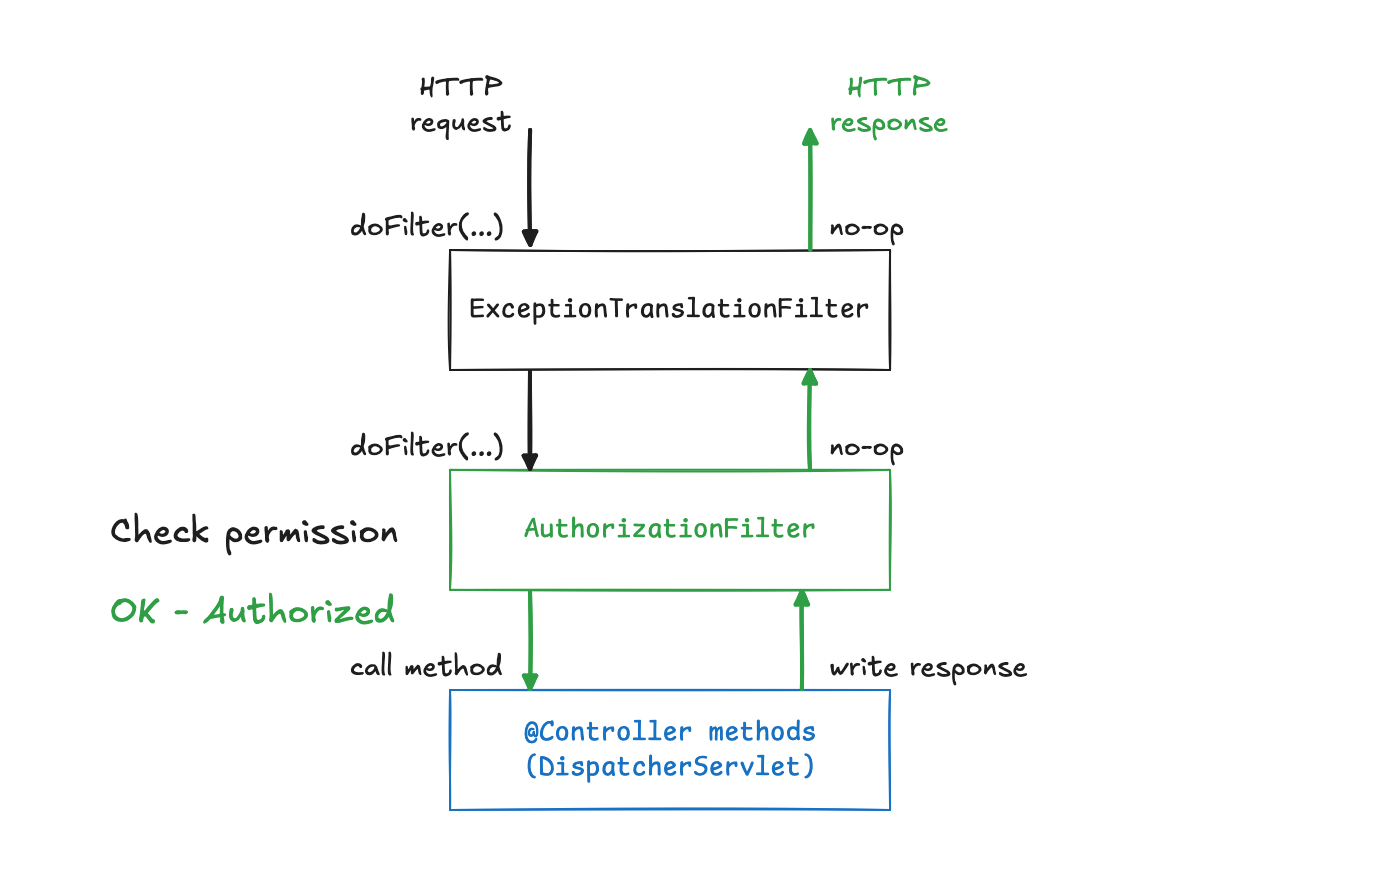 HTTP
request
HTTP
response
doFilter(...)
no-op
ExceptionTranslationFilter
doFilter(...)
no-op
Check permission
AuthorizationFilter
OK - Authorized
call method
write response
@Controller methods
(DispatcherServlet)